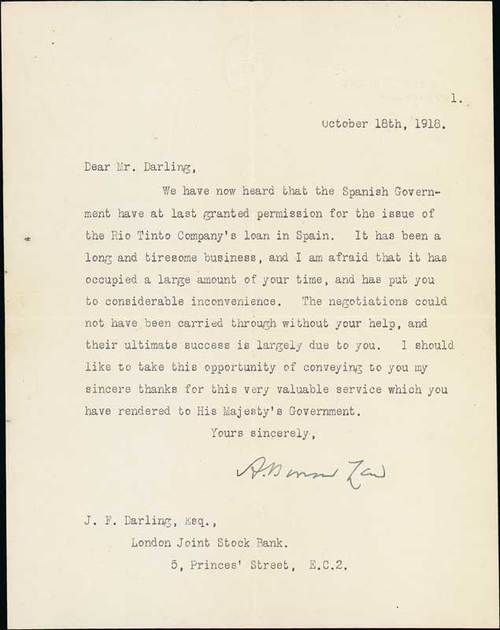 1.
October 18th, 1918.
Dear Mr. Darling,
We have now heard that the Spanish Govern-
ment have at last granted permission for the issue of
the Rio Tinto Company's loan in Spain. It has been a
long and tiresome business, and I am afraid that it has
occupied a large amount of your time, and has put you
to considerable inconvenience. The negotiations could
not have been carried through without your help, and
their ultimate success is largely due to you. I should
like to take this opportunity of conveying to you my
sincere thanks for this very valuable service which you
have rendered to His Majesty's Government.
Yours sincerely,
A. Bonar Law
J. F. Darling, Esq.,
London Joint Stock Bank.
5, Princes' Street, E.C.2.